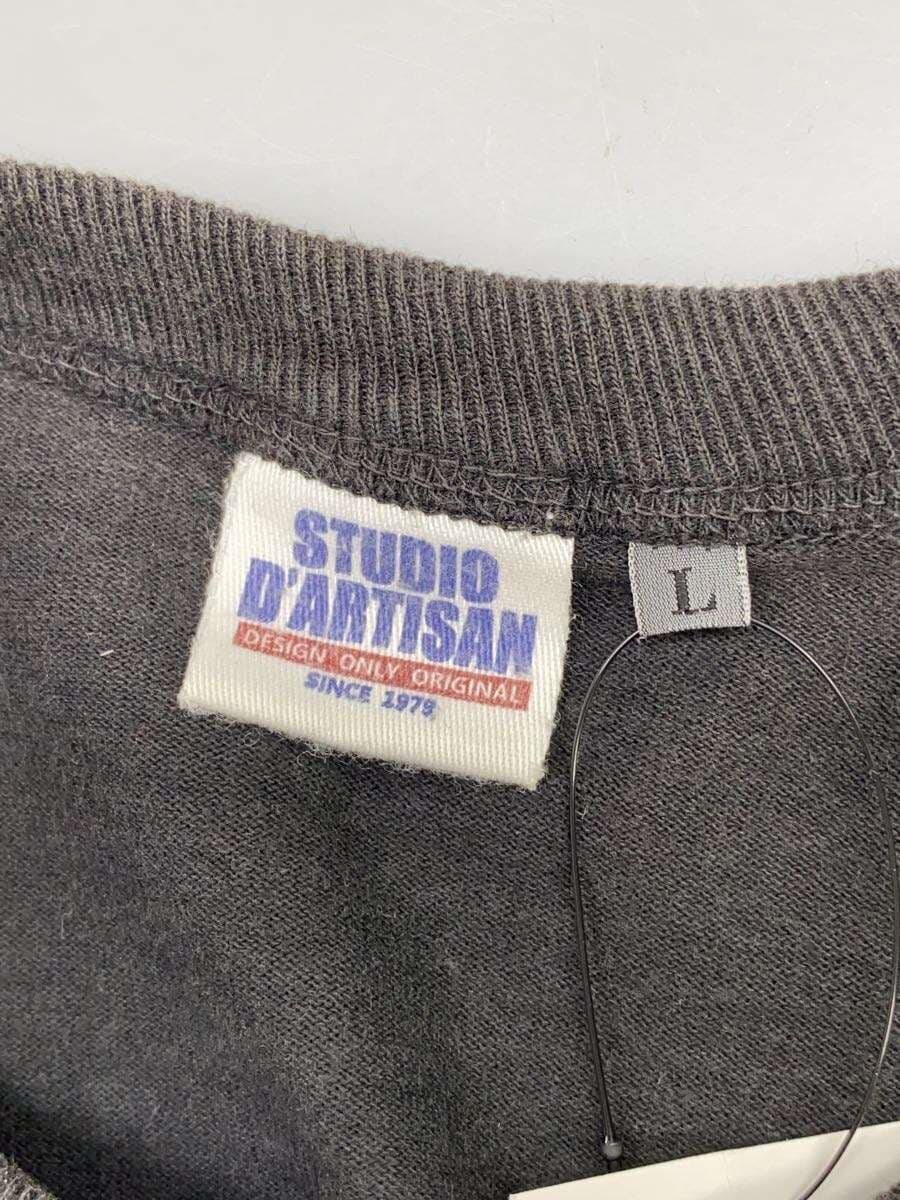 STUDIO
D'ARTISAN
DESIGN ONLY ORIGINAL
SINCE 1979
L